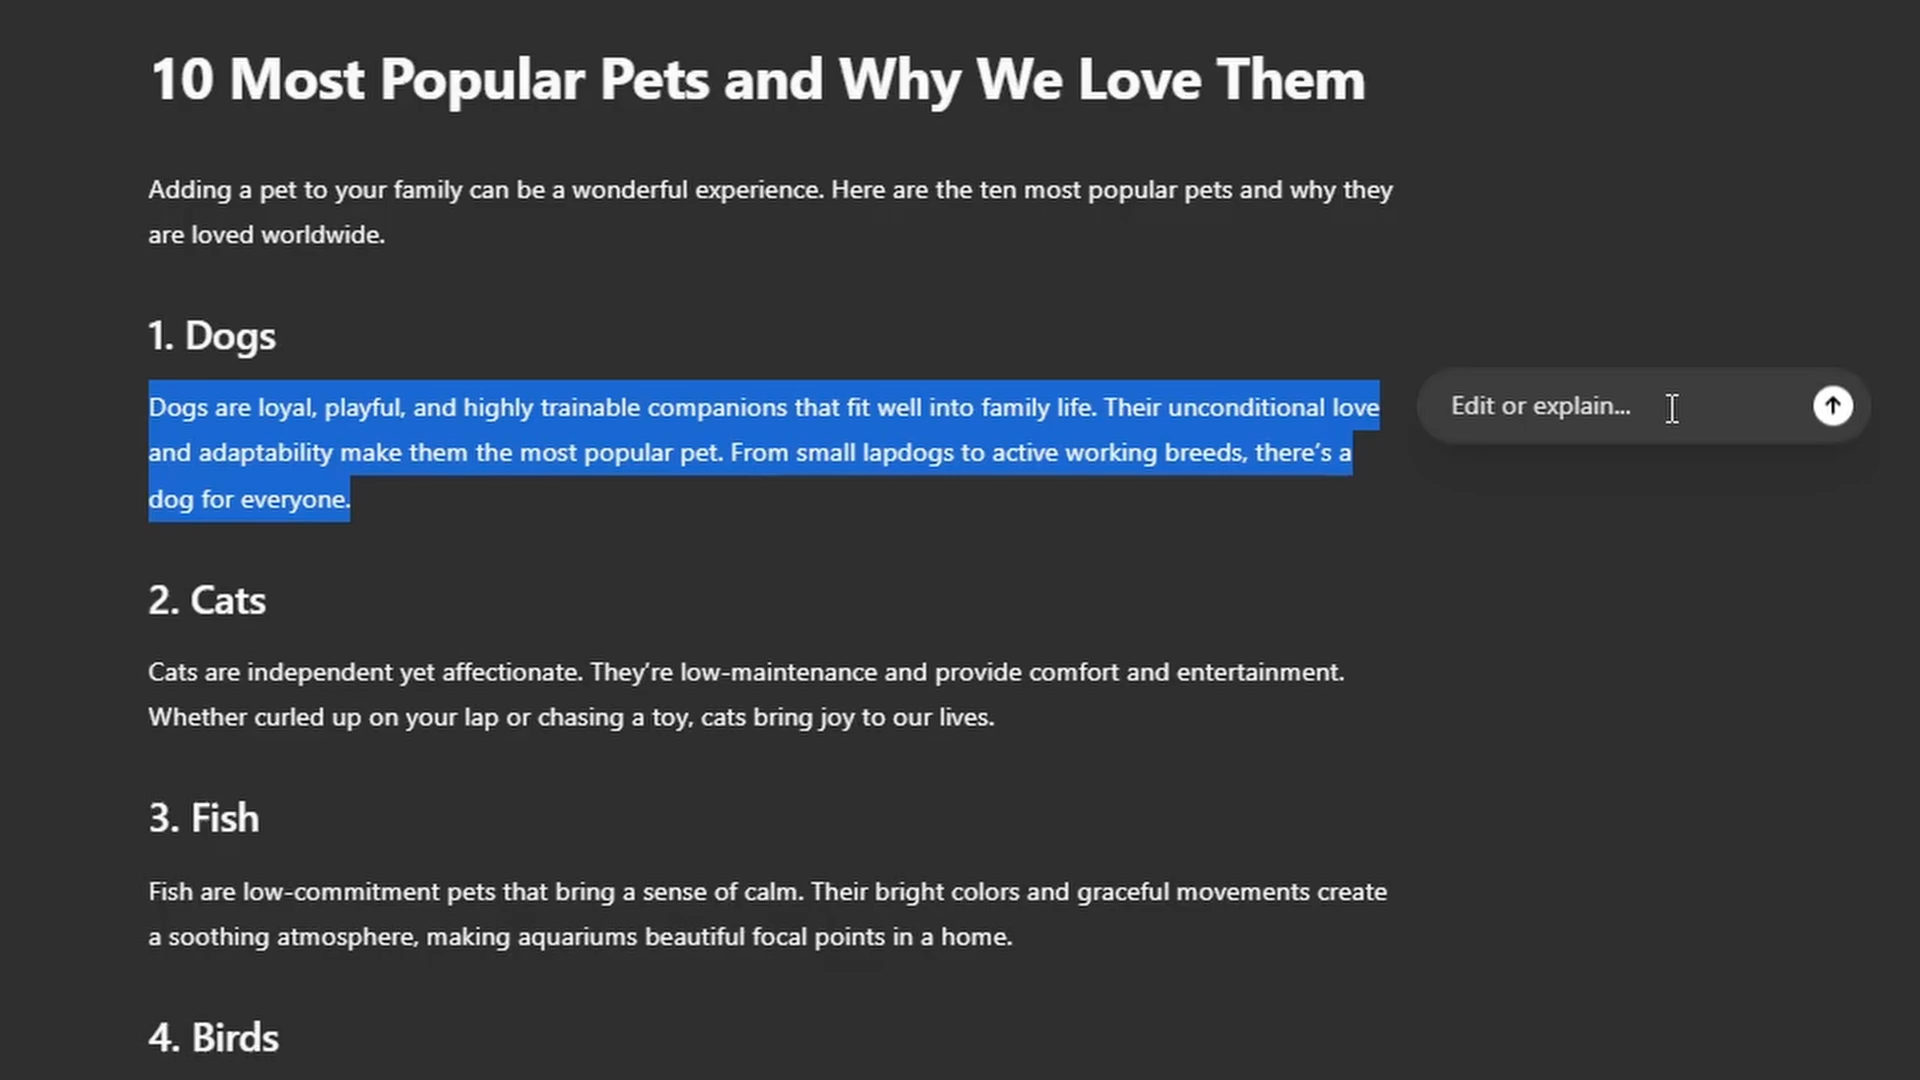 10 Most Popular Pets and Why We Love Them
Adding a pet to your family can be a wonderful experience. Here are the ten most popular pets and why they
are loved worldwide.
1. Dogs
Dogs are loyal, playful, and highly trainable companions that fit well into family life. Their unconditional love
and adaptability make them the most popular pet. From small lapdogs to active working breeds, there’s a
dog for everyone.
Edit or explain...
2. Cats
Cats are independent yet affectionate. They’re low-maintenance and provide comfort and entertainment.
Whether curled up on your lap or chasing a toy, cats bring joy to our lives.
3. Fish
Fish are low-commitment pets that bring a sense of calm. Their bright colors and graceful movements create
a soothing atmosphere, making aquariums beautiful focal points in a home.
4. Birds